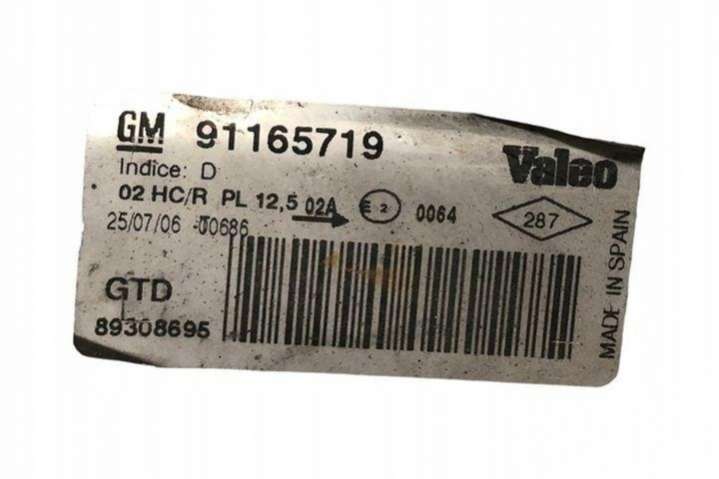 GM 91165719
Valeo
Indice: D
02 HC/R PL 12,5 02A E 2 0064
287
25/07/06 -00686
GTD
89308695
MADE IN SPAIN